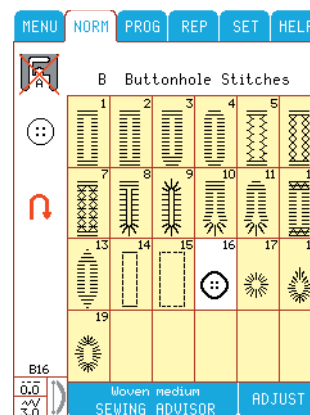 MENU NORM PROG REP SET HELP
A
B Buttonhole Stitches
1 2 3 4 5
7 8 9 10 11
13 14 15 16 17
19
B16
0.0
3.0
Woven medium
SEWING ADVISOR
ADJUST